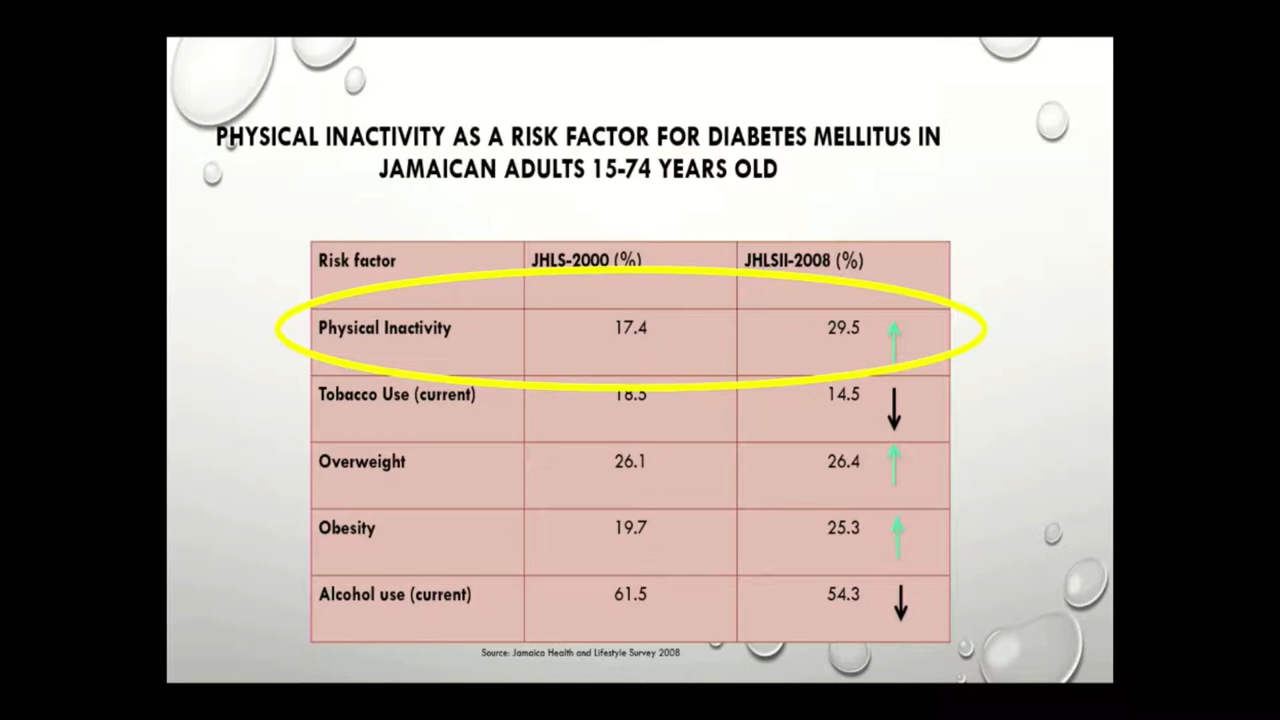 PHYSICAL INACTIVITY AS A RISK FACTOR FOR DIABETES MELLITUS IN
JAMAICAN ADULTS 15-74 YEARS OLD
Risk factor JHLS-2000 (%) JHLSII-2008 (%)
Physical Inactivity 17.4 29.5
Tobacco Use (current) 18.5 14.5
Overweight 26.1 26.4
Obesity 19.7 25.3
Alcohol use (current) 61.5 54.3
Source: Jamaica Health and Lifestyle Survey 2008